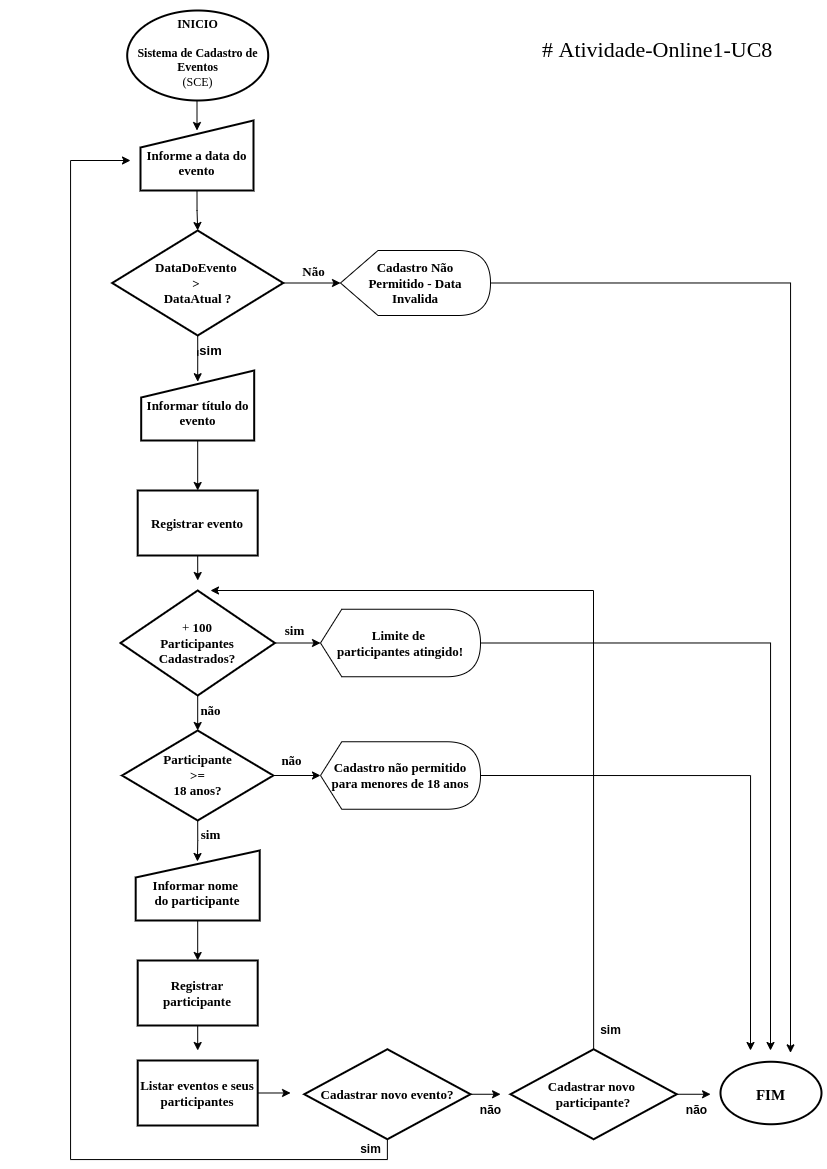 INICIO
Sistema de Cadastro de
Eventos
(SCE)
# Atividade-Online1-UC8
Informe a data do
evento
DataDoEvento
>
DataAtual ?
Não
Cadastro Não
Permitido - Data
Invalida
sim
Informar título do
evento
Registrar evento
+ 100
Participantes
Cadastrados?
sim
Limite de
participantes atingido!
não
Participante
>=
18 anos?
não
Cadastro não permitido
para menores de 18 anos
sim
Informar nome
do participante
Registrar
participante
Listar eventos e seus
participantes
Cadastrar novo evento?
sim
não
Cadastrar novo
participante?
sim
não
FIM